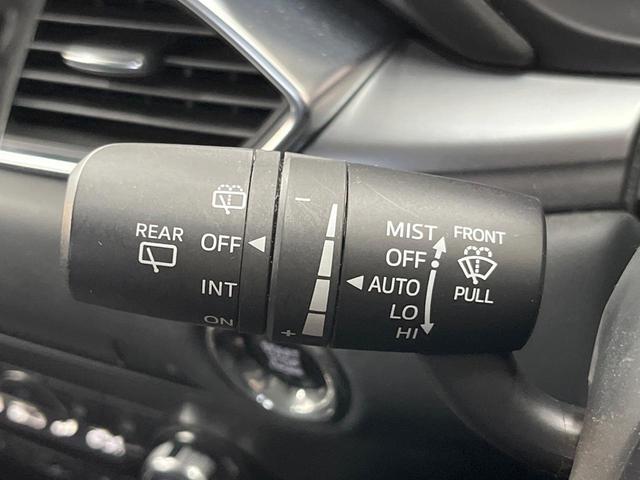 REAR
OFF
INT
ON
−
+
MIST
OFF
AUTO
LO
HI
FRONT
PULL